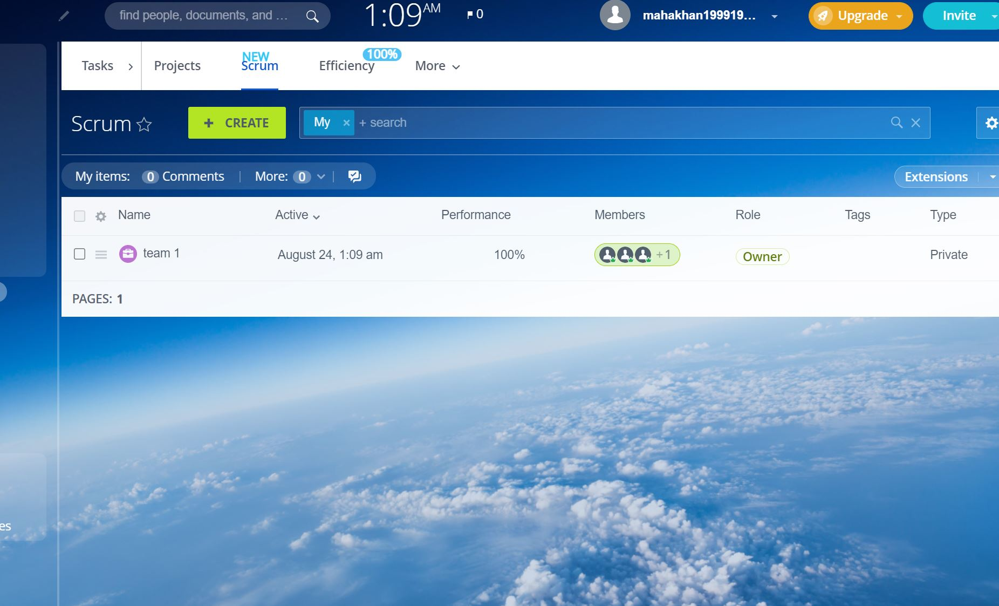 find people, documents, and ...
1:09 AM
0
mahakhan199919...
Upgrade
Invite
Tasks
Projects
NEW
Scrum
Efficiency
100%
More
Scrum
+ CREATE
My × + search
My items: 0 Comments
More: 0
Extensions
Name Active Performance Members Role Tags Type
team 1 August 24, 1:09 am 100% +1 Owner Private
PAGES: 1
es